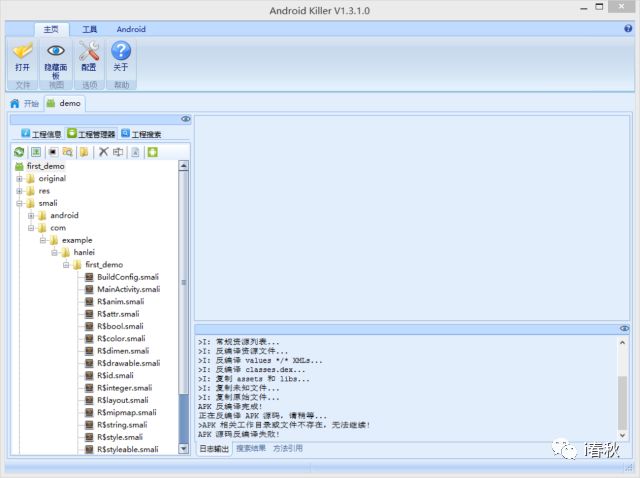 Android Killer V1.3.1.0
主页 工具 Android
打开 隐藏面板 配置 关于
文件 视图 选项 帮助
开始 demo
工程信息 工程管理器 工程搜索
first_demo
original
res
smali
android
com
example
hanlei
first_demo
BuildConfig.smali
MainActivity.smali
R$anim.smali
R$attr.smali
R$bool.smali
R$color.smali
R$dimen.smali
R$drawable.smali
R$id.smali
R$integer.smali
R$layout.smali
R$mipmap.smali
R$string.smali
R$style.smali
R$styleable.smali
>I: 常规资源列表...
>I: 反编译资源文件...
>I: 反编译 values */* XMLs...
>I: 反编译 classes.dex...
>I: 复制 assets 和 libs...
>I: 复制未知文件...
>I: 复制原始文件...
APK 反编译完成!
正在反编译 APK 源码, 请稍等...
>APK 相关工作目录或文件不存在, 无法继续!
APK 源码反编译失败!
日志输出 搜索结果 方法引用
i春秋